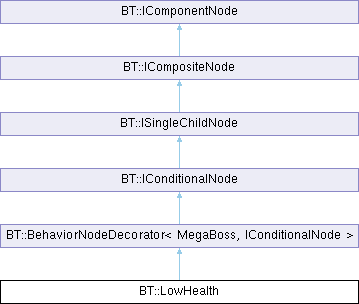 BT::IComponentNode
BT::ICompositeNode
BT::ISingleChildNode
BT::IConditionalNode
BT::BehaviorNodeDecorator< MegaBoss, IConditionalNode >
BT::LowHealth